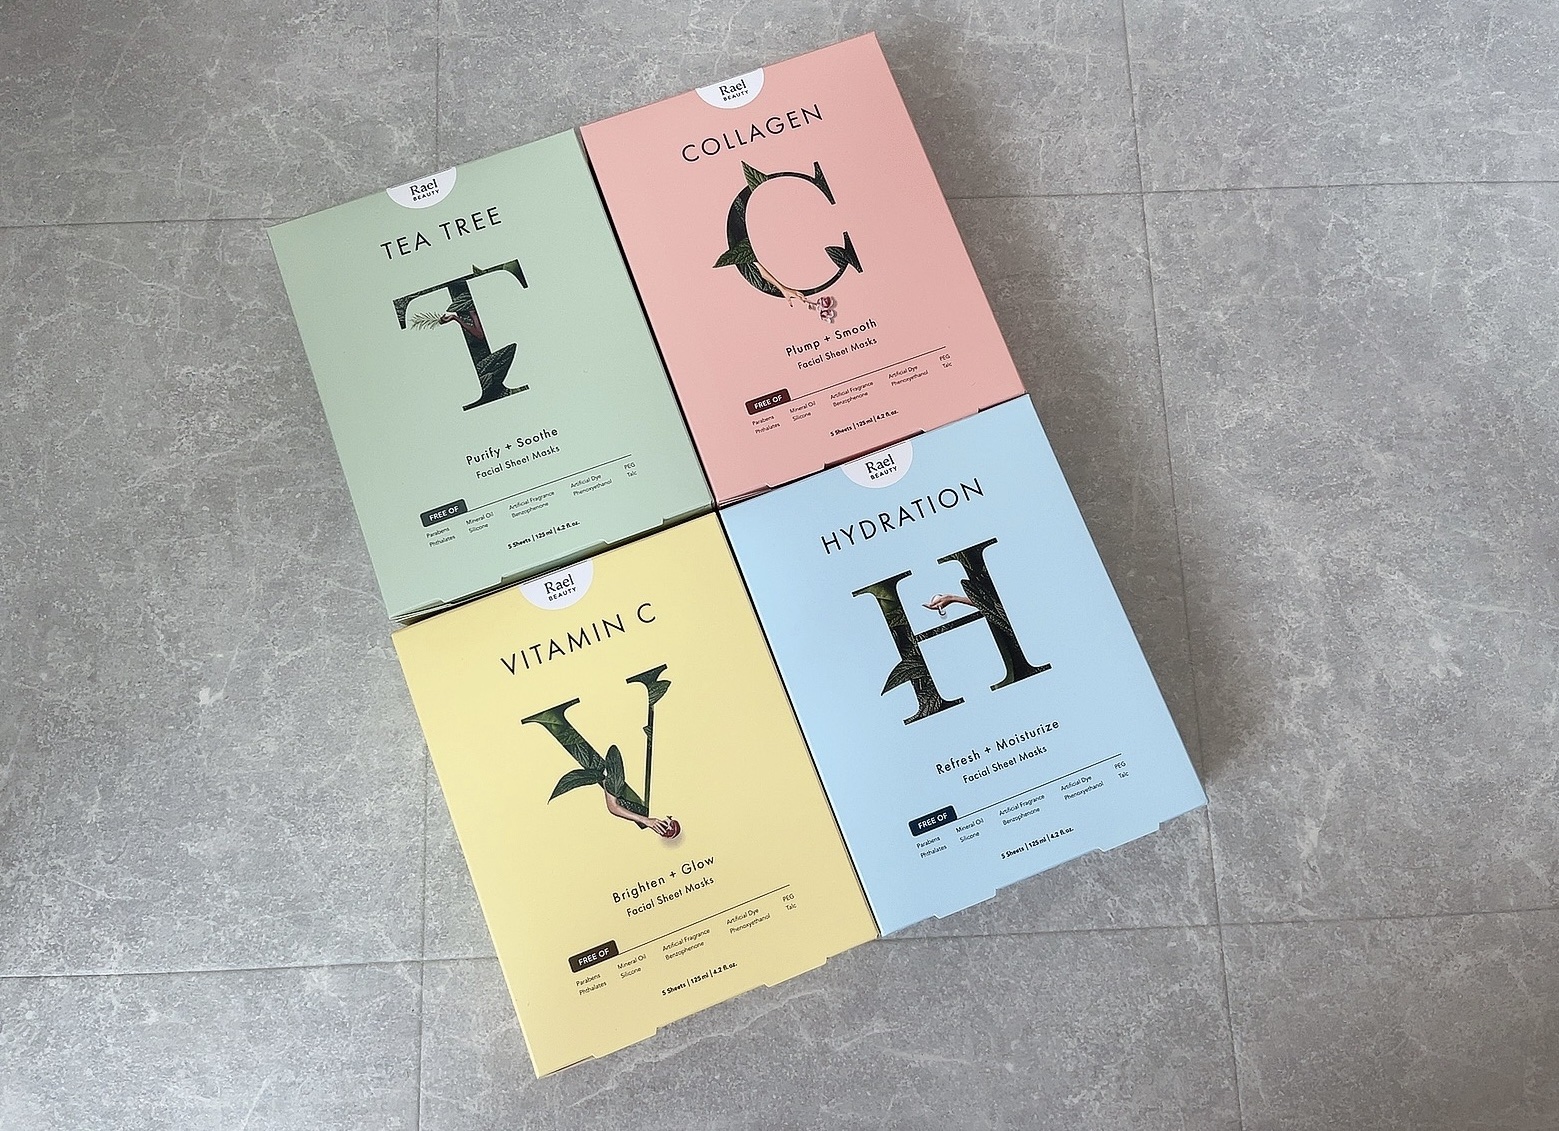 Rael
BEAUTY
TEA TREE
T
Purify + Soothe
Facial Sheet Masks
FREE OF
Parabens Mineral Oil Artificial Fragrance Artificial Dye PEG
Phthalates Silicone Benzophenone Phenoxyethanol Talc
5 Sheets | 125 ml | 4.2 fl. oz.
Rael
BEAUTY
COLLAGEN
C
Plump + Smooth
Facial Sheet Masks
FREE OF
Parabens Mineral Oil Artificial Fragrance Artificial Dye PEG
Phthalates Silicone Benzophenone Phenoxyethanol Talc
5 Sheets | 125 ml | 4.2 fl. oz.
Rael
BEAUTY
VITAMIN C
V
Brighten + Glow
Facial Sheet Masks
FREE OF
Parabens Mineral Oil Artificial Fragrance Artificial Dye PEG
Phthalates Silicone Benzophenone Phenoxyethanol Talc
5 Sheets | 125 ml | 4.2 fl. oz.
Rael
BEAUTY
HYDRATION
H
Refresh + Moisturize
Facial Sheet Masks
FREE OF
Parabens Mineral Oil Artificial Fragrance Artificial Dye PEG
Phthalates Silicone Benzophenone Phenoxyethanol Talc
5 Sheets | 125 ml | 4.2 fl. oz.